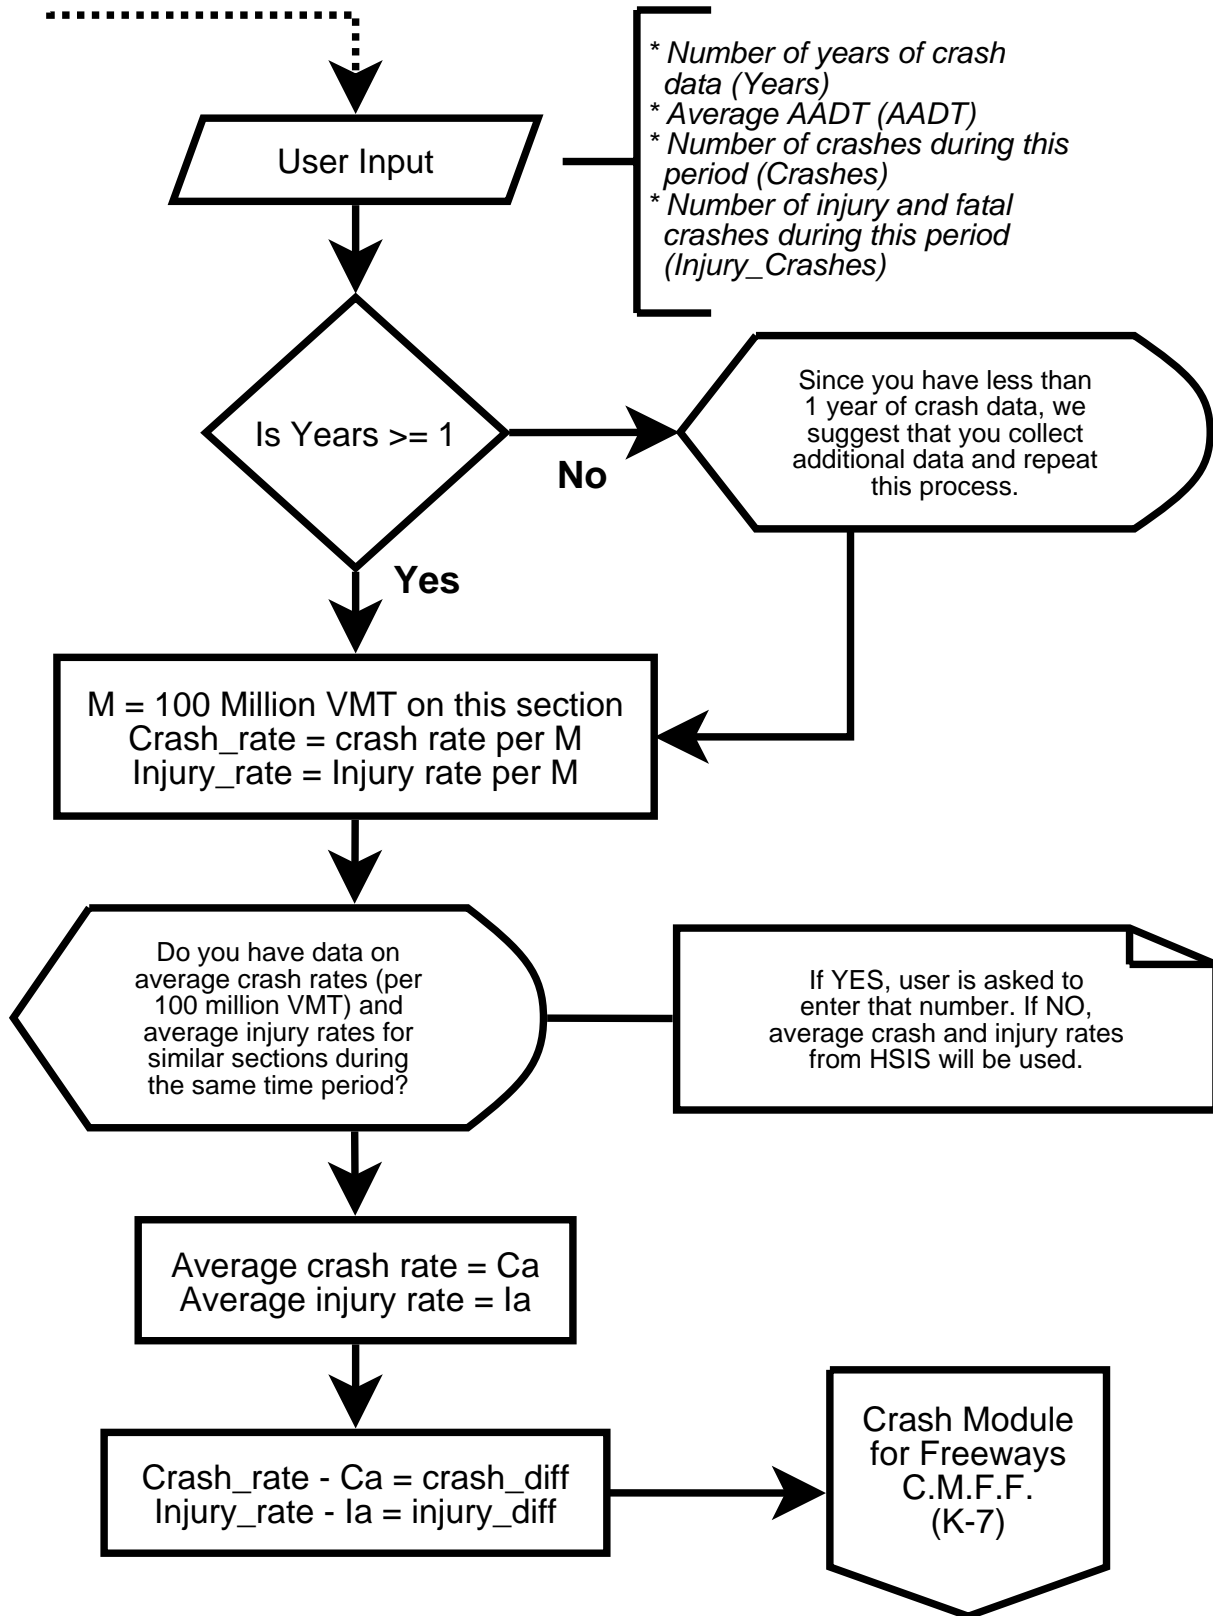 * Number of years of crash
data (Years)
* Average AADT (AADT)
* Number of crashes during this
period (Crashes)
* Number of injury and fatal
crashes during this period
(Injury_Crashes)
User Input
Is Years >= 1
No
Since you have less than
1 year of crash data, we
suggest that you collect
additional data and repeat
this process.
Yes
M = 100 Million VMT on this section
Crash_rate = crash rate per M
Injury_rate = Injury rate per M
Do you have data on
average crash rates (per
100 million VMT) and
average injury rates for
similar sections during
the same time period?
If YES, user is asked to
enter that number. If NO,
average crash and injury rates
from HSIS will be used.
Average crash rate = Ca
Average injury rate = Ia
Crash_rate - Ca = crash_diff
Injury_rate - Ia = injury_diff
Crash Module
for Freeways
C.M.F.F.
(K-7)